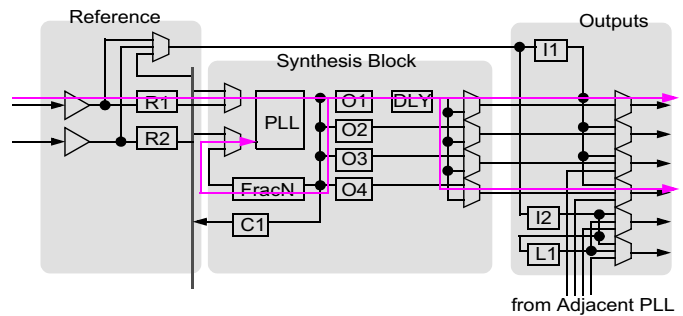 Reference
Outputs
Synthesis Block
I1
R1
O1
DLY
PLL
R2
O2
O3
FracN
O4
C1
I2
L1
from Adjacent PLL